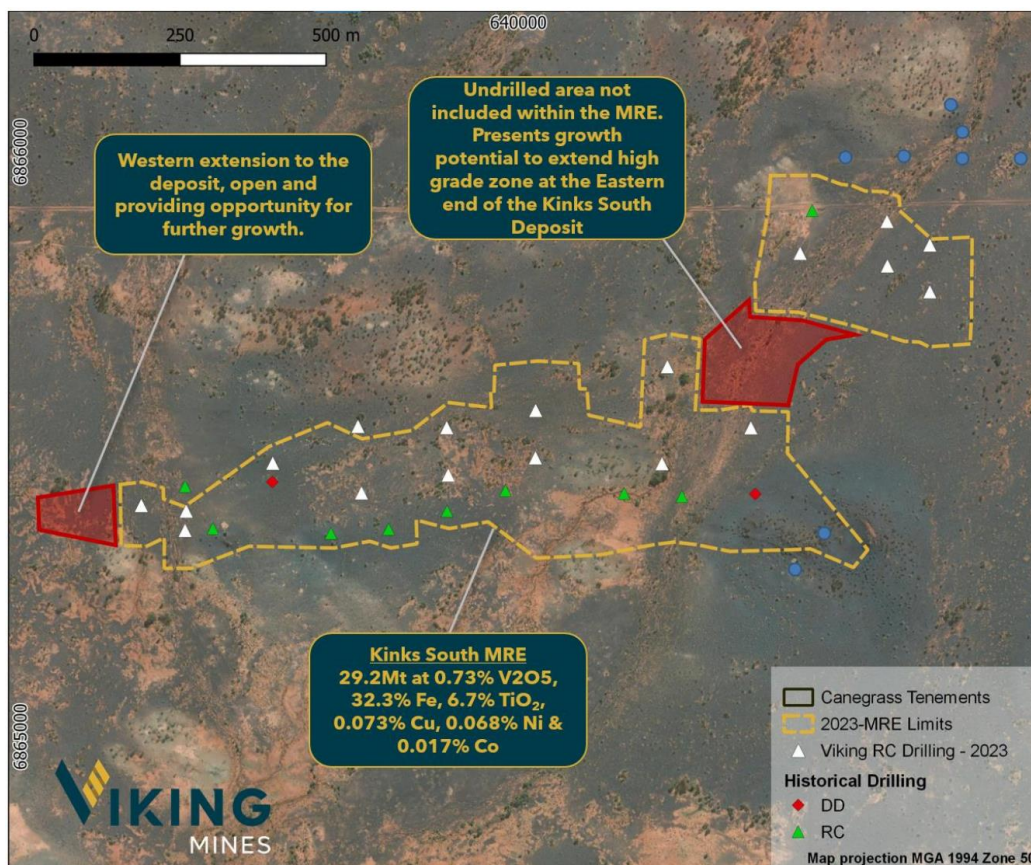 0 250 500 m
640000
6866000
Undrilled area not
included within the MRE.
Presents growth
potential to extend high
grade zone at the Eastern
end of the Kinks South
Deposit
Western extension to the
deposit, open and
providing opportunity for
further growth.
Kinks South MRE
29.2Mt at 0.73% V2O5,
32.3% Fe, 6.7% TiO₂,
0.073% Cu, 0.068% Ni &
0.017% Co
6865000
VIKING
MINES
Canegrass Tenements
2023-MRE Limits
Viking RC Drilling - 2023
Historical Drilling
DD
RC
Map projection MGA 1994 Zone